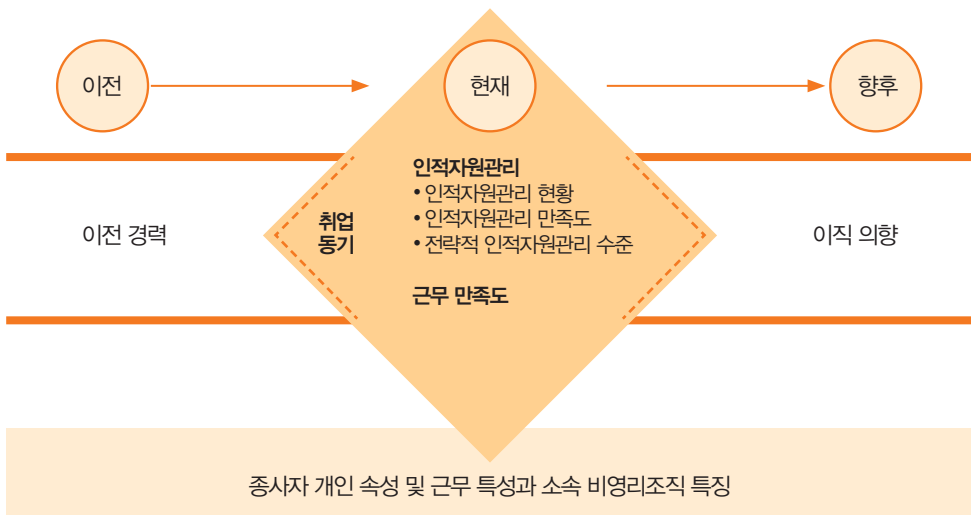 이전
현재
향후
인적자원관리
• 인적자원관리 현황
• 인적자원관리 만족도
• 전략적 인적자원관리 수준
취업
동기
이전 경력
이직 의향
근무 만족도
종사자 개인 속성 및 근무 특성과 소속 비영리조직 특징